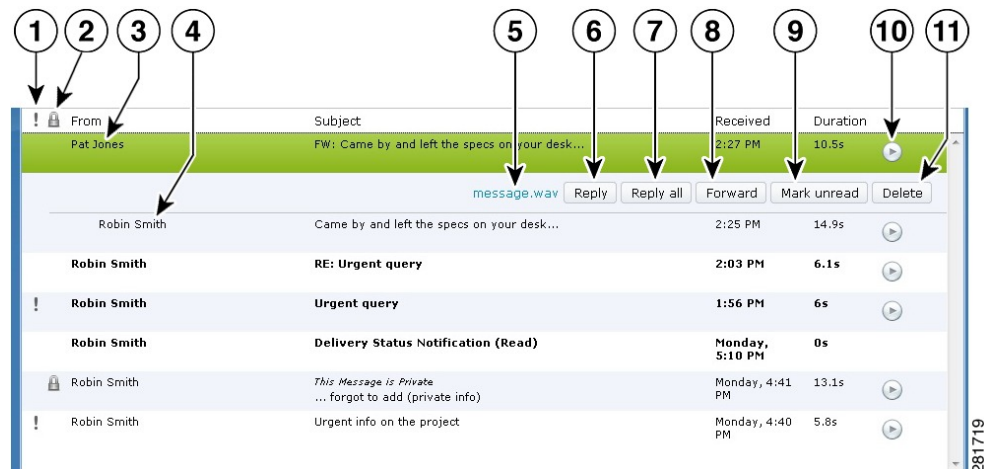 1 2 3 4 5 6 7 8 9 10 11
! From Subject Received Duration
Pat Jones FW: Came by and left the specs on your desk... 2:27 PM 10.5s
message.wav Reply Reply all Forward Mark unread Delete
Robin Smith Came by and left the specs on your desk... 2:25 PM 14.9s
Robin Smith RE: Urgent query 2:03 PM 6.1s
! Robin Smith Urgent query 1:56 PM 6s
Robin Smith Delivery Status Notification (Read) Monday, 0s
5:10 PM
Robin Smith This Message is Private Monday, 4:41 13.1s
... forgot to add (private info) PM
! Robin Smith Urgent info on the project Monday, 4:40 5.8s
PM
281719